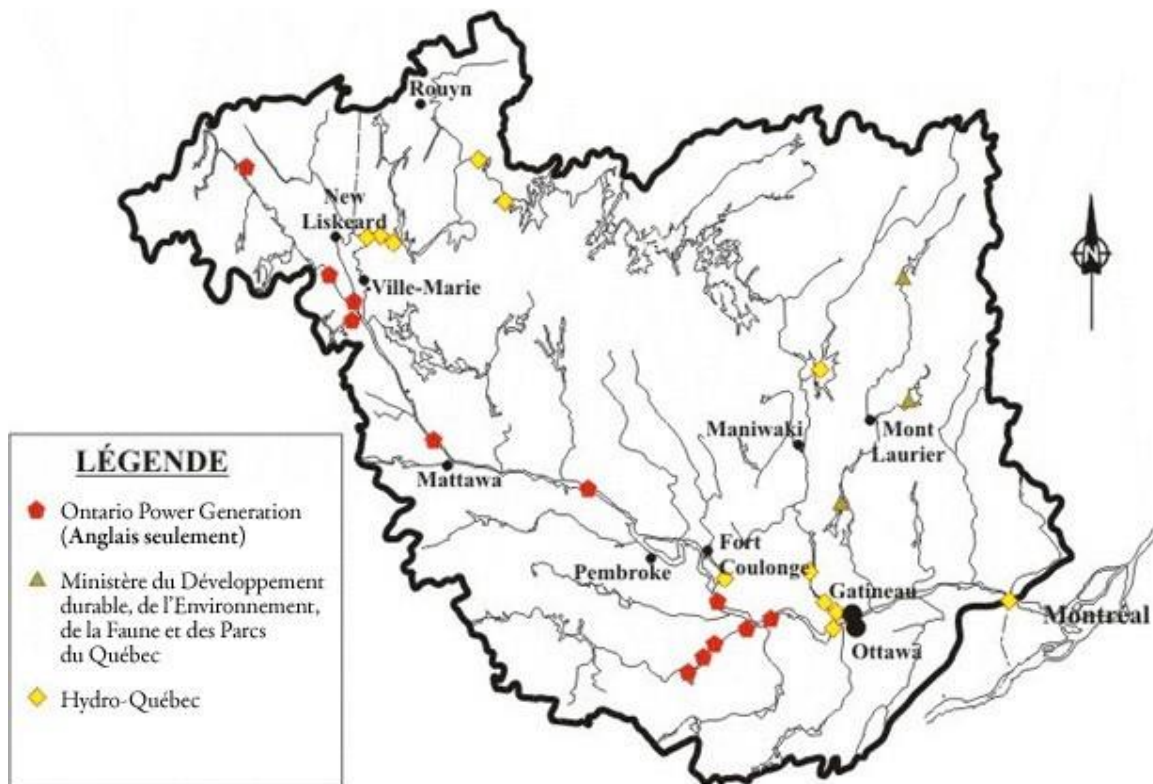 Rouyn
New
Liskeard
Ville-Marie
N
Maniwaki
Mont
Laurier
Mattawa
Fort
Coulonge
Pembroke
Gatineau
Montréal
Ottawa
LÉGENDE
Ontario Power Generation
(Anglais seulement)
Ministère du Développement
durable, de l'Environnement,
de la Faune et des Parcs
du Québec
Hydro-Québec